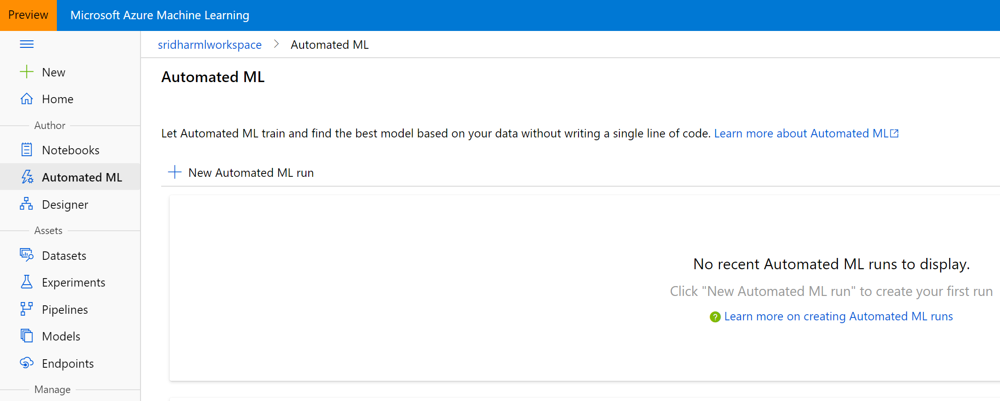 Preview
Microsoft Azure Machine Learning
sridharmlworkspace > Automated ML
New
Home
Author
Notebooks
Automated ML
Designer
Assets
Datasets
Experiments
Pipelines
Models
Endpoints
Manage
Automated ML
Let Automated ML train and find the best model based on your data without writing a single line of code. Learn more about Automated ML
New Automated ML run
No recent Automated ML runs to display.
Click "New Automated ML run" to create your first run
Learn more on creating Automated ML runs